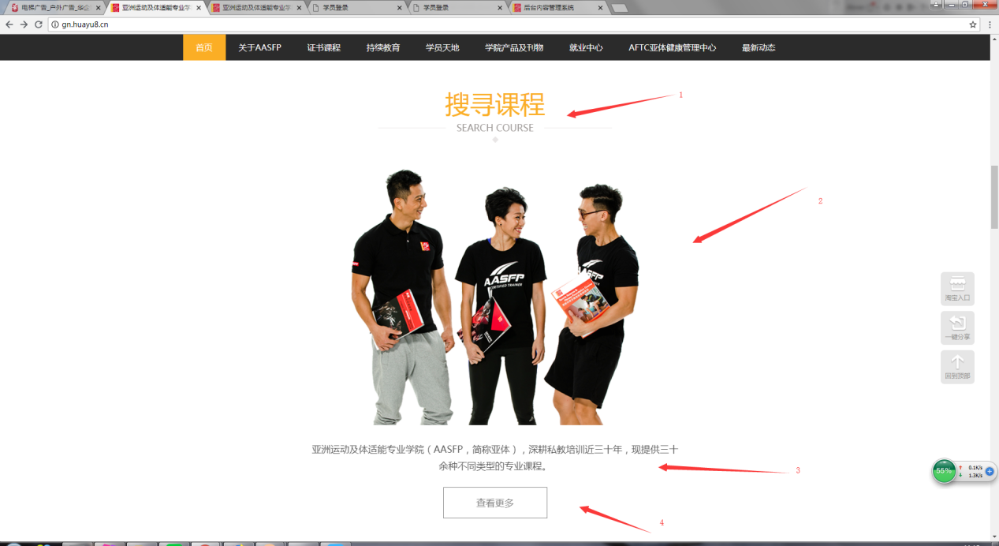 电梯广告_户外广告_华企
亚洲运动及体适能专业学
亚洲运动及体适能专业学
学员登录
学员登录
后台内容管理系统
gn.huayu8.cn
首页 关于AASFP 证书课程 持续教育 学员天地 学院产品及刊物 就业中心 AFTC亚体健康管理中心 最新动态
搜寻课程
1
SEARCH COURSE
2
AASFP
CERTIFIED TRAINER
淘宝入口
一键分享
回到顶部
亚洲运动及体适能专业学院（AASFP，简称亚体），深耕私教培训近三十年，现提供三十
余种不同类型的专业课程。
3
55%
0.1K/s
1.3K/s
查看更多
4